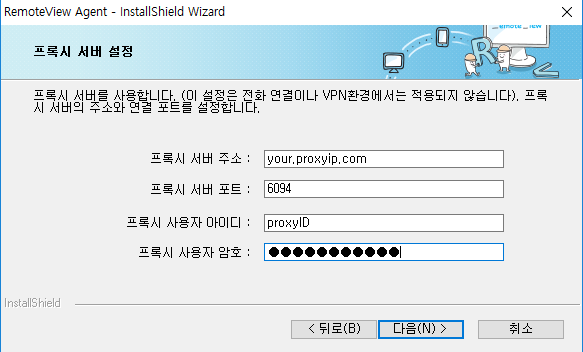 RemoteView Agent - InstallShield Wizard
프록시 서버 설정
프록시 서버를 사용합니다. (이 설정은 전화 연결이나 VPN환경에서는 적용되지 않습니다). 프록
시 서버의 주소와 연결 포트를 설정합니다.
프록시 서버 주소 : your.proxyip.com
프록시 서버 포트 : 6094
프록시 사용자 아이디 : proxyID
프록시 사용자 암호 : ●●●●●●●●●●●
InstallShield
< 뒤로(B) 다음(N) > 취소